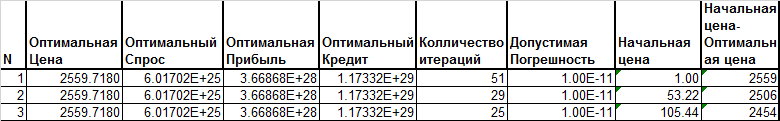 N Оптимальная Цена Оптимальный Спрос Оптимальная Прибыль Оптимальный Кредит Колличество итераций Допустимая Погрешность Начальная цена Начальная цена-Оптимальная цена
1 2559.7180 6.01702E+25 3.66868E+28 1.17332E+29 51 1.00E-11 1.00 2559
2 2559.7180 6.01702E+25 3.66868E+28 1.17332E+29 29 1.00E-11 53.22 2506
3 2559.7180 6.01702E+25 3.66868E+28 1.17332E+29 25 1.00E-11 105.44 2454